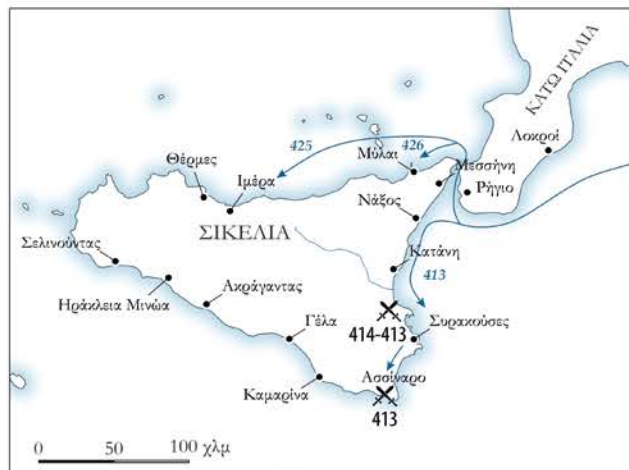 ΚΑΤΩ ΙΤΑΛΙΑ
425
426
Λοκροί
Μύλαι
Μεσσήνη
Θέρμες
Ρήγιο
Ιμέρα
Νάξος
ΣΙΚΕΛΙΑ
Σελινούντας
Κατάνη
413
Ηράκλεια Μινώα
Ακράγαντας
Γέλα
414-413
Συρακούσες
Ασσίναρο
Καμαρίνα
413
0 50 100 χλμ